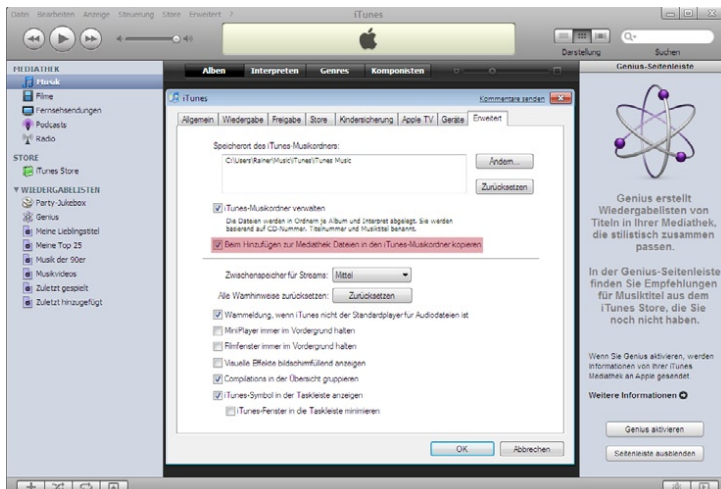 Datei Bearbeiten Anzeige Steuerung Store Erweitert ?
iTunes
Darstellung
Suchen
MEDIATHEK
Musik
Filme
Fernsehsendungen
Podcasts
Radio
STORE
iTunes Store
WIEDERGABELISTEN
Party-Jukebox
Genius
Meine Lieblingstitel
Meine Top 25
Musik der 90er
Musikvideos
Zuletzt gespielt
Zuletzt hinzugefügt
Alben Interpreten Genres Komponisten
iTunes
Kommentare senden
Allgemein Wiedergabe Freigabe Store Kindersicherung Apple TV Geräte Erweitert
Speicherort des iTunes-Musikordners:
C:\Users\Rainer\Music\iTunes\iTunes Music
Ändern...
Zurücksetzen
iTunes-Musikordner verwalten
Die Dateien werden in Ordnern je Album und Interpret abgelegt. Sie werden
basierend auf CD-Nummer, Titelnummer und Musiktitel benannt.
Beim Hinzufügen zur Mediathek Dateien in den iTunes-Musikordner kopieren
Zwischenspeicher für Streams: Mittel
Alle Warnhinweise zurücksetzen: Zurücksetzen
Warnmeldung, wenn iTunes nicht der Standardplayer für Audiodateien ist
MiniPlayer immer im Vordergrund halten
Filmfenster immer im Vordergrund halten
Visuelle Effekte bildschirmfüllend anzeigen
Compilations in der Übersicht gruppieren
iTunes-Symbol in der Taskleiste anzeigen
iTunes-Fenster in die Taskleiste minimieren
OK
Abbrechen
Genius-Seitenleiste
Genius erstellt
Wiedergabelisten von
Titeln in Ihrer Mediathek,
die stilistisch zusammen
passen.
In der Genius-Seitenleiste
finden Sie Empfehlungen
für Musiktitel aus dem
iTunes Store, die Sie
noch nicht haben.
Wenn Sie Genius aktivieren, werden
Informationen von Ihrer iTunes
Mediathek an Apple gesendet.
Weitere Informationen
Genius aktivieren
Seitenleiste ausblenden